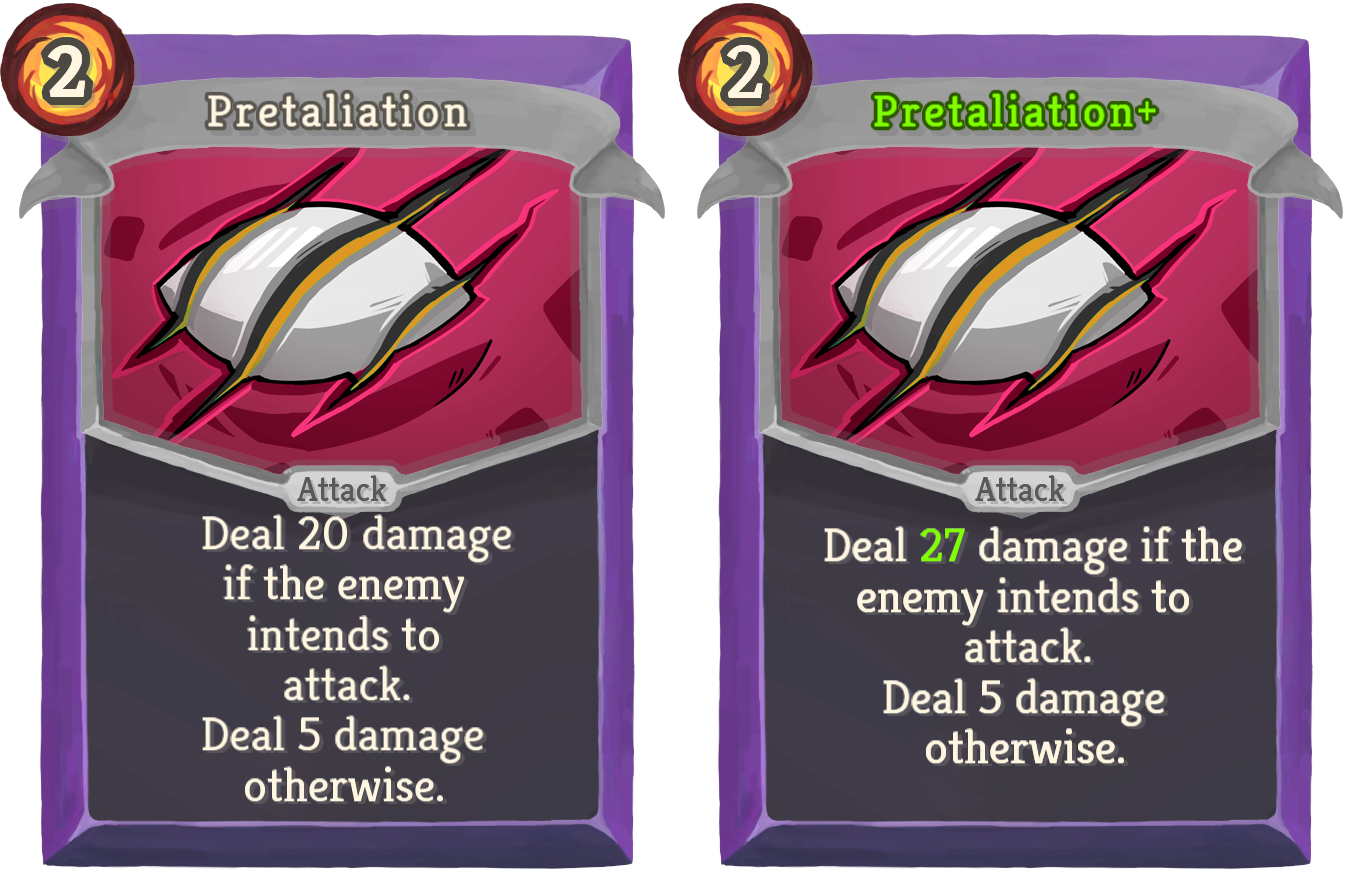 2
Pretaliation
Attack
Deal 20 damage
if the enemy
intends to
attack.
Deal 5 damage
otherwise.
2
Pretaliation+
Attack
Deal 27 damage if the
enemy intends to
attack.
Deal 5 damage
otherwise.